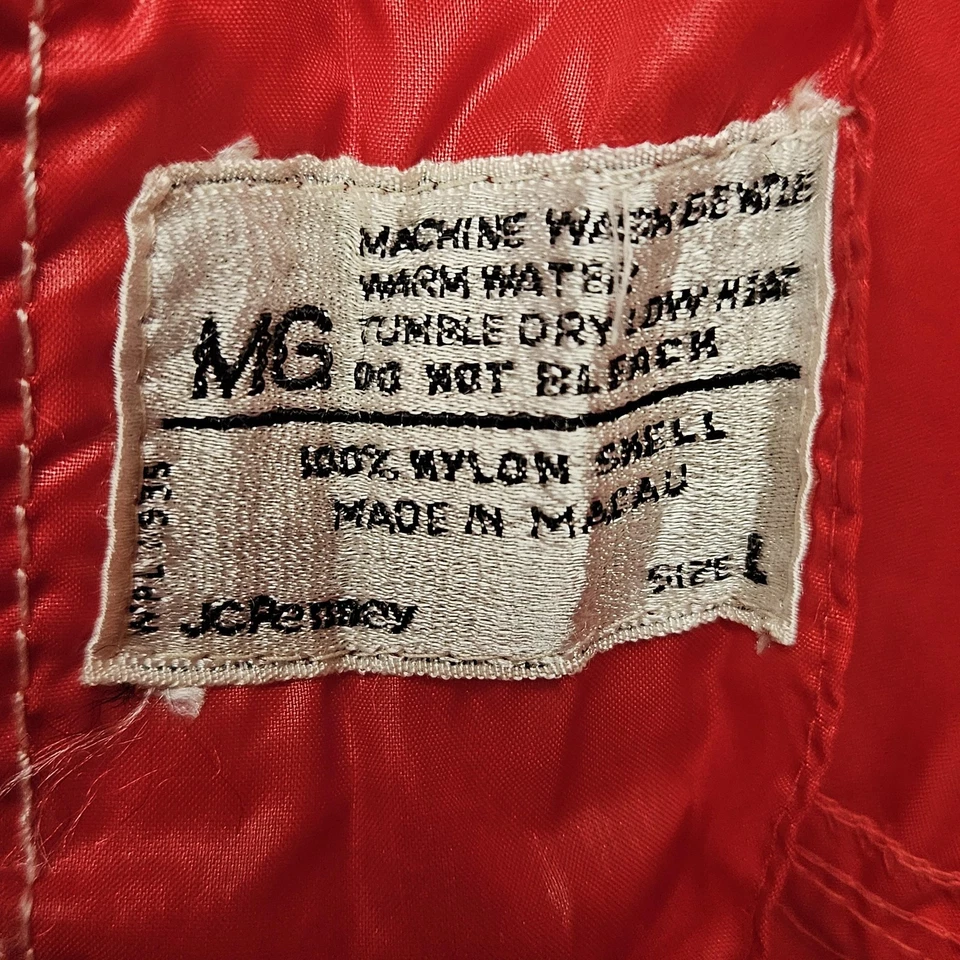 MACHINE WASH GENTLE
WARM WATER
TUMBLE DRY LOW HEAT
MG DO NOT BLEACH
100% NYLON SHELL
MADE IN MACAU
SIZE L
JCPenney